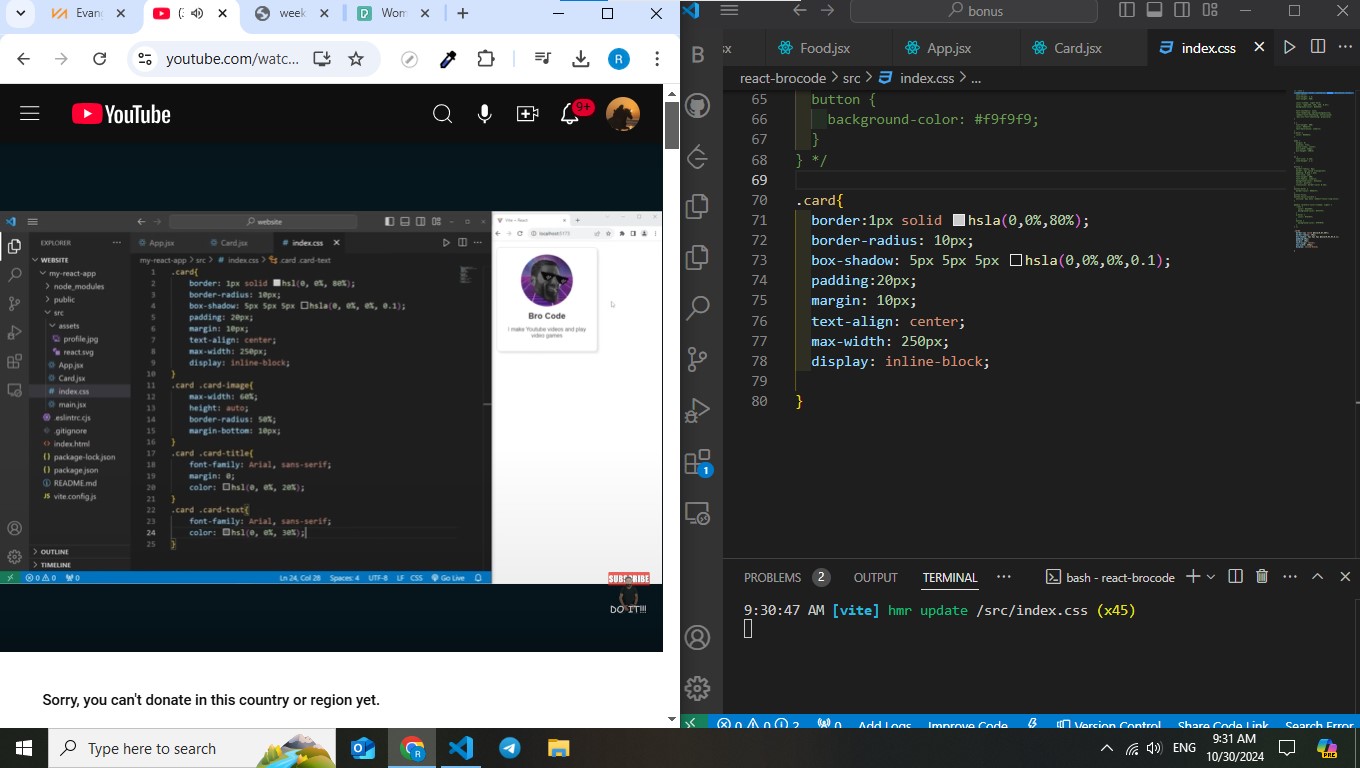 Evan
(
week
Wom
youtube.com/watc...
R
YouTube
9+
website
EXPLORER
WEBSITE
my-react-app
node_modules
public
src
assets
profile.jpg
react.svg
App.jsx
Card.jsx
index.css
main.jsx
.eslintrc.cjs
.gitignore
index.html
package-lock.json
package.json
README.md
vite.config.js
OUTLINE
TIMELINE
App.jsx
Card.jsx
index.css
my-react-app > src > index.css > .card .card-text
1 .card{
2 border: 1px solid hsl(0, 0%, 80%);
3 border-radius: 10px;
4 box-shadow: 5px 5px 5px hsla(0, 0%, 0%, 0.1);
5 padding: 20px;
6 margin: 10px;
7 text-align: center;
8 max-width: 250px;
9 display: inline-block;
10 }
11 .card .card-image{
12 max-width: 60%;
13 height: auto;
14 border-radius: 50%;
15 margin-bottom: 10px;
16 }
17 .card .card-title{
18 font-family: Arial, sans-serif;
19 margin: 0;
20 color: hsl(0, 0%, 20%);
21 }
22 .card .card-text{
23 font-family: Arial, sans-serif;
24 color: hsl(0, 0%, 30%);
25 }
0 0 0
Ln 24, Col 28 Spaces: 4 UTF-8 LF CSS Go Live
Vite + React
localhost:5173
Bro Code
I make Youtube videos and play
video games
SUBSCRIBE
DO IT!!!
Sorry, you can't donate in this country or region yet.
bonus
sx
Food.jsx
App.jsx
Card.jsx
index.css
react-brocode > src > index.css > ...
65 button {
66 background-color: #f9f9f9;
67 }
68 } */
69
70 .card{
71 border:1px solid hsla(0,0%,80%);
72 border-radius: 10px;
73 box-shadow: 5px 5px 5px hsla(0,0%,0%,0.1);
74 padding:20px;
75 margin: 10px;
76 text-align: center;
77 max-width: 250px;
78 display: inline-block;
79
80 }
1
PROBLEMS 2 OUTPUT TERMINAL ... bash - react-brocode
9:30:47 AM [vite] hmr update /src/index.css (x45)
0 0 2 0 Add Logs Improve Code Version Control Share Code Link Search Error
Type here to search
ENG
9:31 AM
10/30/2024
PRE